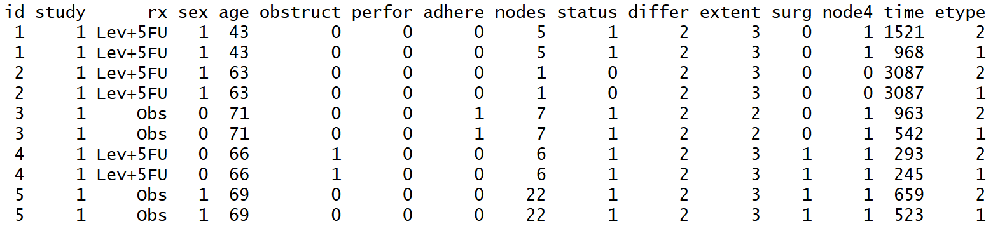 id study rx sex age obstruct perfor adhere nodes status differ extent surg node4 time etype
1 1 Lev+5FU 1 43 0 0 0 5 1 2 3 0 1 1521 2
1 1 Lev+5FU 1 43 0 0 0 5 1 2 3 0 1 968 1
2 1 Lev+5FU 1 63 0 0 0 1 0 2 3 0 0 3087 2
2 1 Lev+5FU 1 63 0 0 0 1 0 2 3 0 0 3087 1
3 1 Obs 0 71 0 0 1 7 1 2 2 0 1 963 2
3 1 Obs 0 71 0 0 1 7 1 2 2 0 1 542 1
4 1 Lev+5FU 0 66 1 0 0 6 1 2 3 1 1 293 2
4 1 Lev+5FU 0 66 1 0 0 6 1 2 3 1 1 245 1
5 1 Obs 1 69 0 0 0 22 1 2 3 1 1 659 2
5 1 Obs 1 69 0 0 0 22 1 2 3 1 1 523 1